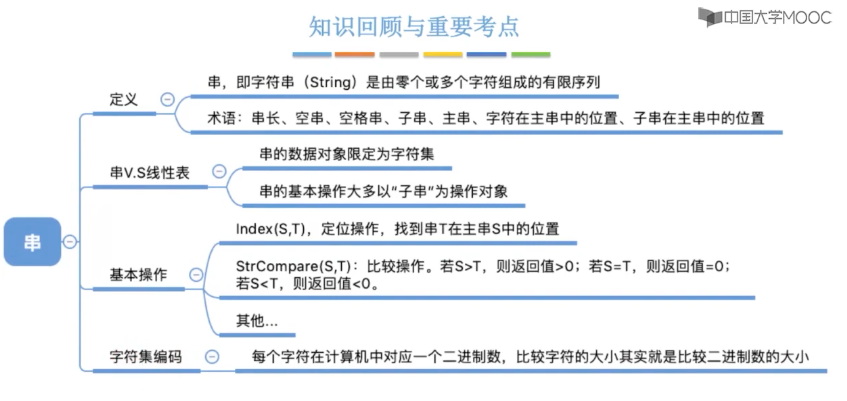 中国大学MOOC
知识回顾与重要考点
串
定义
串，即字符串（String）是由零个或多个字符组成的有限序列
术语：串长、空串、空格串、子串、主串、字符在主串中的位置、子串在主串中的位置
串V.S线性表
串的数据对象限定为字符集
串的基本操作大多以“子串”为操作对象
基本操作
Index(S,T)，定位操作，找到串T在主串S中的位置
StrCompare(S,T)：比较操作。若S>T，则返回值>0；若S=T，则返回值=0；
若S<T，则返回值<0。
其他...
字符集编码
每个字符在计算机中对应一个二进制数，比较字符的大小其实就是比较二进制数的大小